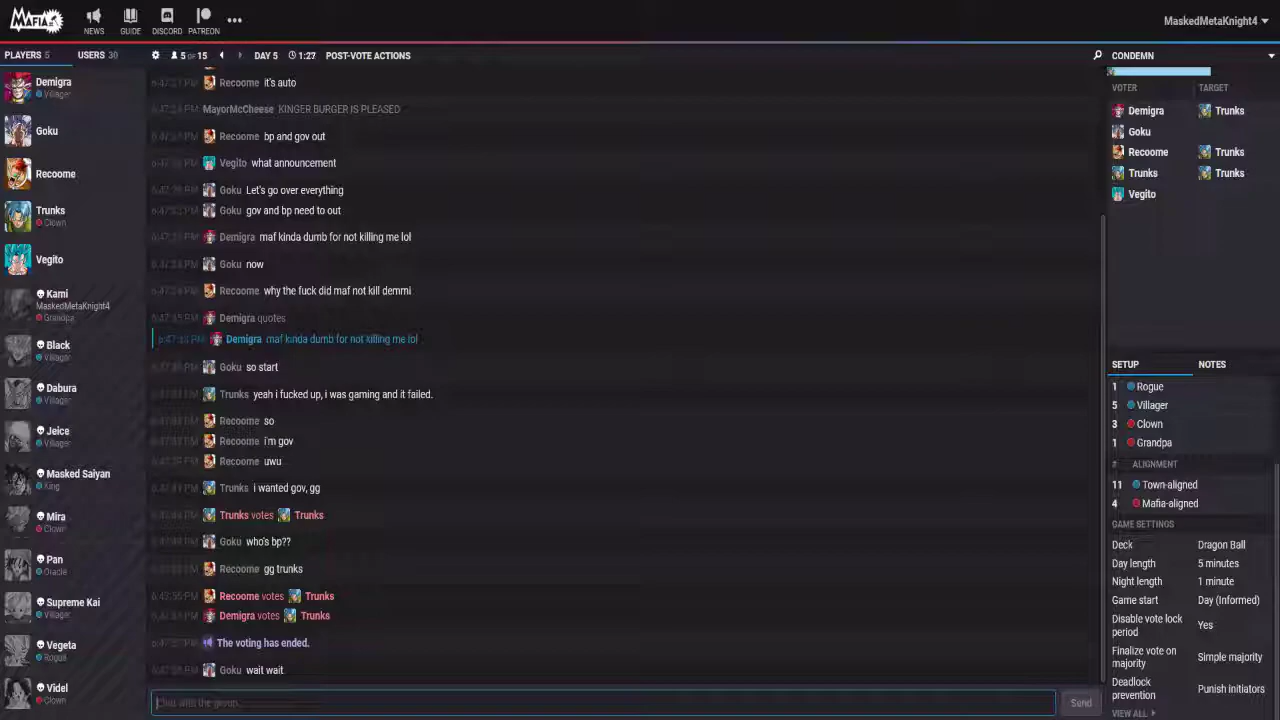 MAFIA
NEWS
GUIDE
DISCORD
PATREON
MaskedMetaKnight4
PLAYERS 5
USERS 30
5 of 15
DAY 5
1:27
POST-VOTE ACTIONS
Demigra
Villager
Goku
Recoome
Trunks
Clown
Vegito
Kami
MaskedMetaKnight4
Grandpa
Black
Villager
Dabura
Villager
Jeice
Villager
Masked Saiyan
King
Mira
Clown
Pan
Oracle
Supreme Kai
Villager
Vegeta
Rogue
Videl
Clown
Recoome it's auto
MayorMcCheese KINGER BURGER IS PLEASED
Recoome bp and gov out
Vegito what announcement
Goku Let's go over everything
Goku gov and bp need to out
Demigra maf kinda dumb for not killing me lol
Goku now
Recoome why the fuck did maf not kill demmi
Demigra quotes
Demigra maf kinda dumb for not killing me lol
Goku so start
Trunks yeah i fucked up, i was gaming and it failed.
Recoome so
Recoome i'm gov
Recoome uwu
Trunks i wanted gov, gg
Trunks votes Trunks
Goku who's bp??
Recoome gg trunks
Recoome votes Trunks
Demigra votes Trunks
The voting has ended.
Goku wait wait
Chat with the group...
Send
CONDEMN
VOTER TARGET
Demigra Trunks
Goku
Recoome Trunks
Trunks Trunks
Vegito
SETUP NOTES
1 Rogue
5 Villager
3 Clown
1 Grandpa
# ALIGNMENT
11 Town-aligned
4 Mafia-aligned
GAME SETTINGS
Deck Dragon Ball
Day length 5 minutes
Night length 1 minute
Game start Day (Informed)
Disable vote lock period Yes
Finalize vote on majority Simple majority
Deadlock prevention Punish initiators
VIEW ALL